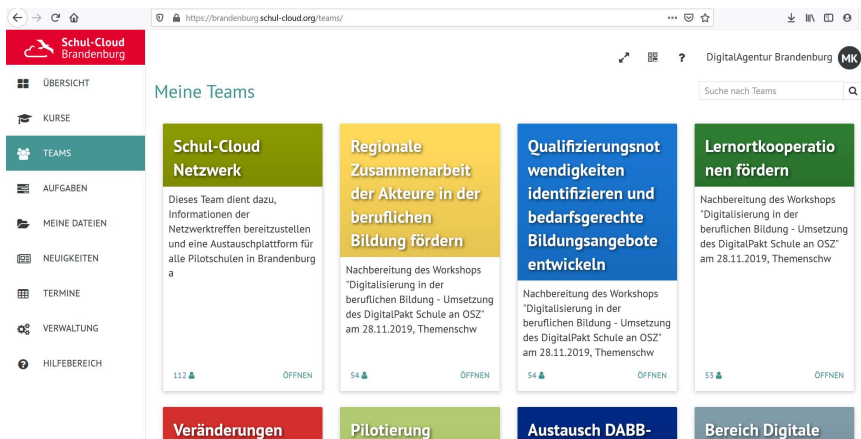 https://brandenburg.schul-cloud.org/teams/
Schul-Cloud
Brandenburg
?
DigitalAgentur Brandenburg
MK
ÜBERSICHT
KURSE
TEAMS
AUFGABEN
MEINE DATEIEN
NEUIGKEITEN
TERMINE
VERWALTUNG
HILFEBEREICH
Meine Teams
Suche nach Teams
Schul-Cloud
Netzwerk
Dieses Team dient dazu,
Informationen der
Netzwerktreffen bereitzustellen
und eine Austauschplattform für
alle Pilotschulen in Brandenburg
a
112
ÖFFNEN
Regionale
Zusammenarbeit
der Akteure in der
beruflichen
Bildung fördern
Nachbereitung des Workshops
"Digitalisierung in der
beruflichen Bildung - Umsetzung
des DigitalPakt Schule an OSZ"
am 28.11.2019, Themenschw
54
ÖFFNEN
Qualifizierungsnot
wendigkeiten
identifizieren und
bedarfsgerechte
Bildungsangebote
entwickeln
Nachbereitung des Workshops
"Digitalisierung in der
beruflichen Bildung - Umsetzung
des DigitalPakt Schule an OSZ"
am 28.11.2019, Themenschw
54
ÖFFNEN
Lernortkooperatio
nen fördern
Nachbereitung des Workshops
"Digitalisierung in der
beruflichen Bildung - Umsetzung
des DigitalPakt Schule an OSZ"
am 28.11.2019, Themenschw
53
ÖFFNEN
Veränderungen
Pilotierung
Austausch DABB-
Bereich Digitale